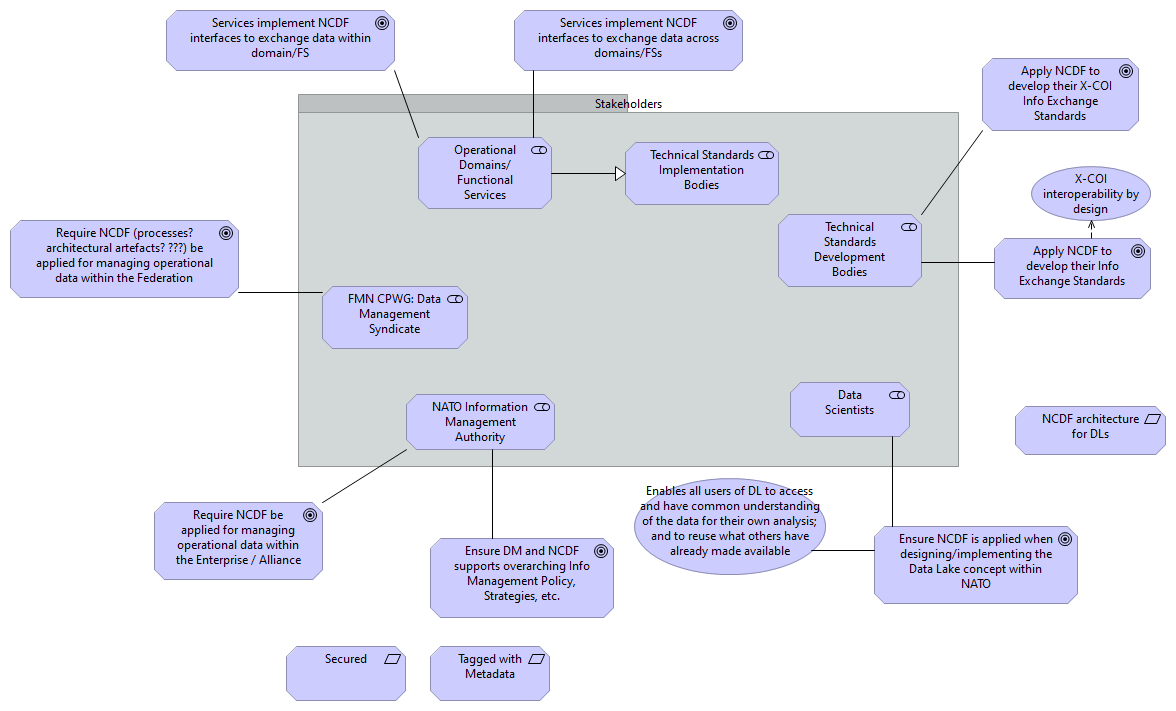 Services implement NCDF
interfaces to exchange data within
domain/FS
Services implement NCDF
interfaces to exchange data across
domains/FSs
Apply NCDF to
develop their X-COI
Info Exchange
Standards
Stakeholders
Operational
Domains/
Functional
Services
Technical Standards
Implementation
Bodies
X-COI
interoperability by
design
Technical
Standards
Development
Bodies
Require NCDF (processes?
architectural artefacts? ???) be
applied for managing operational
data within the Federation
Apply NCDF to
develop their Info
Exchange Standards
FMN CPWG: Data
Management
Syndicate
NATO Information
Management
Authority
Data
Scientists
NCDF architecture
for DLs
Enables all users of DL to access
and have common understanding
of the data for their own analysis;
and to reuse what others have
already made available
Require NCDF be
applied for managing
operational data within
the Enterprise / Alliance
Ensure DM and NCDF
supports overarching Info
Management Policy,
Strategies, etc.
Ensure NCDF is applied when
designing/implementing the
Data Lake concept within
NATO
Secured
Tagged with
Metadata